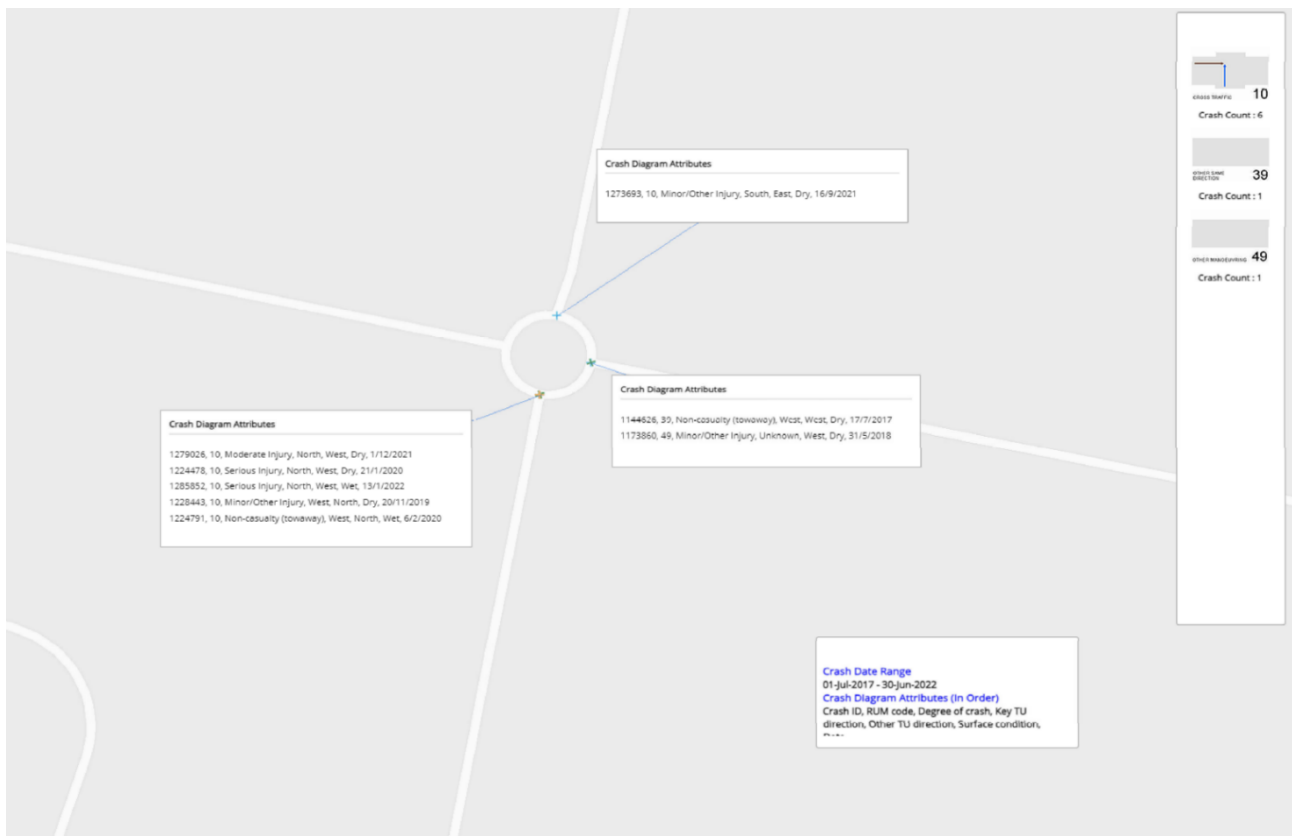 Crash Diagram Attributes
1273693, 10, Minor/Other Injury, South, East, Dry, 16/9/2021
Crash Diagram Attributes
1144626, 39, Non-casualty (towaway), West, West, Dry, 17/7/2017
1173860, 49, Minor/Other Injury, Unknown, West, Dry, 31/5/2018
Crash Diagram Attributes
1279026, 10, Moderate Injury, North, West, Dry, 1/12/2021
1224478, 10, Serious Injury, North, West, Dry, 21/1/2020
1285852, 10, Serious Injury, North, West, Wet, 13/1/2022
1228443, 10, Minor/Other Injury, West, North, Dry, 20/11/2019
1224791, 10, Non-casualty (towaway), West, North, Wet, 6/2/2020
CROSS TRAFFIC 10
Crash Count : 6
OTHER SAME
DIRECTION 39
Crash Count : 1
OTHER MANOEUVRING 49
Crash Count : 1
Crash Date Range
01-Jul-2017 - 30-Jun-2022
Crash Diagram Attributes (In Order)
Crash ID, RUM code, Degree of crash, Key TU
direction, Other TU direction, Surface condition,